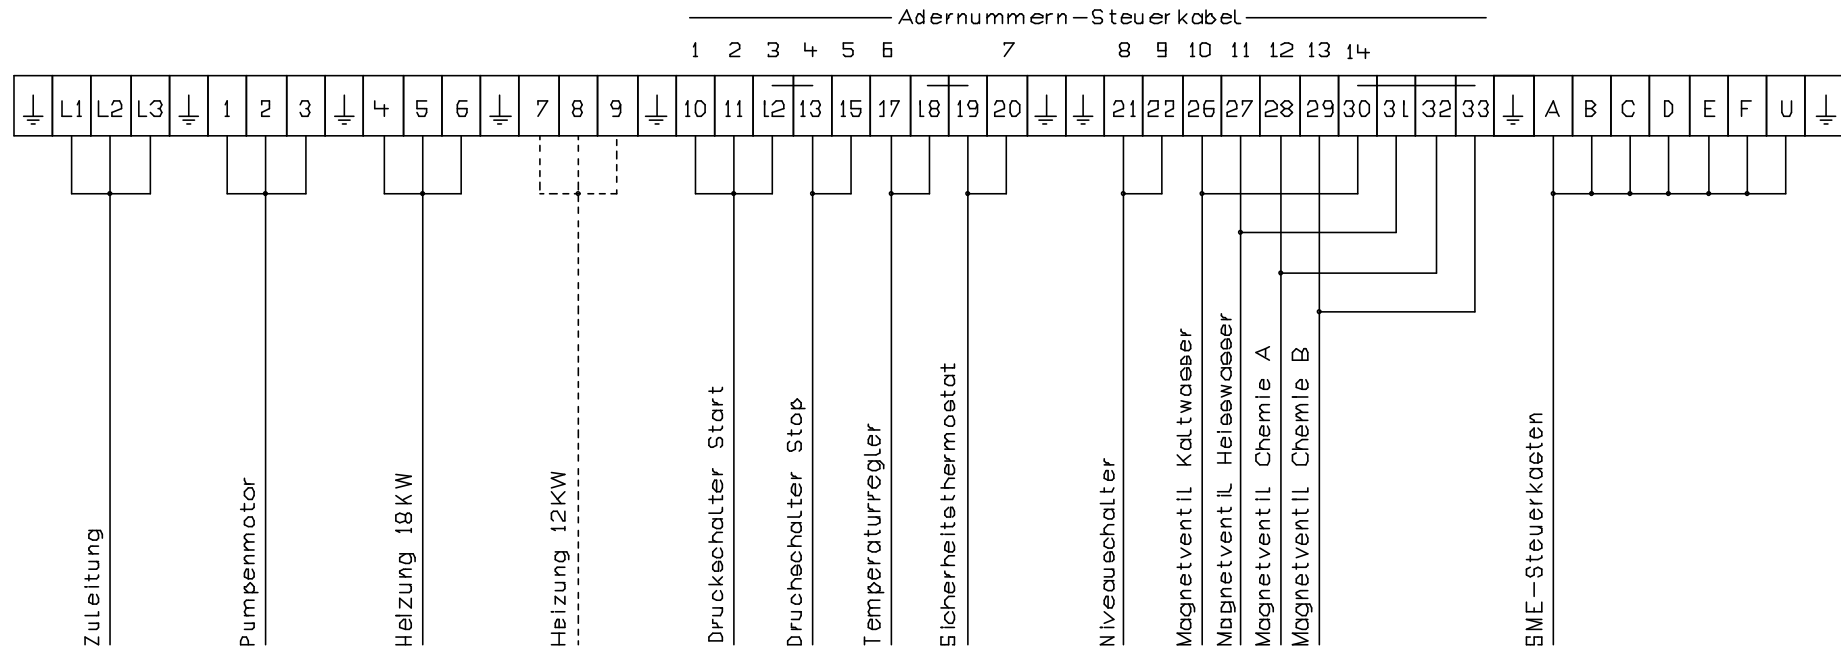 Adernummern-Steuerkabel
1 2 3 4 5 6 7 8 9 10 11 12 13 14
L1 L2 L3 1 2 3 4 5 6 7 8 9 10 11 12 13 15 17 18 19 20 21 22 26 27 28 29 30 31 32 33 A B C D E F U
Zuleitung
Pumpenmotor
Heizung 18KW
Heizung 12KW
Druckschalter Start
Druchschalter Stop
Temperaturregler
Sicherheitsthermostat
Niveauschalter
Magnetventil Kaltwasser
Magnetventil Heisswasser
Magnetventil Chemie A
Magnetventil Chemie B
SME-Steuerkasten